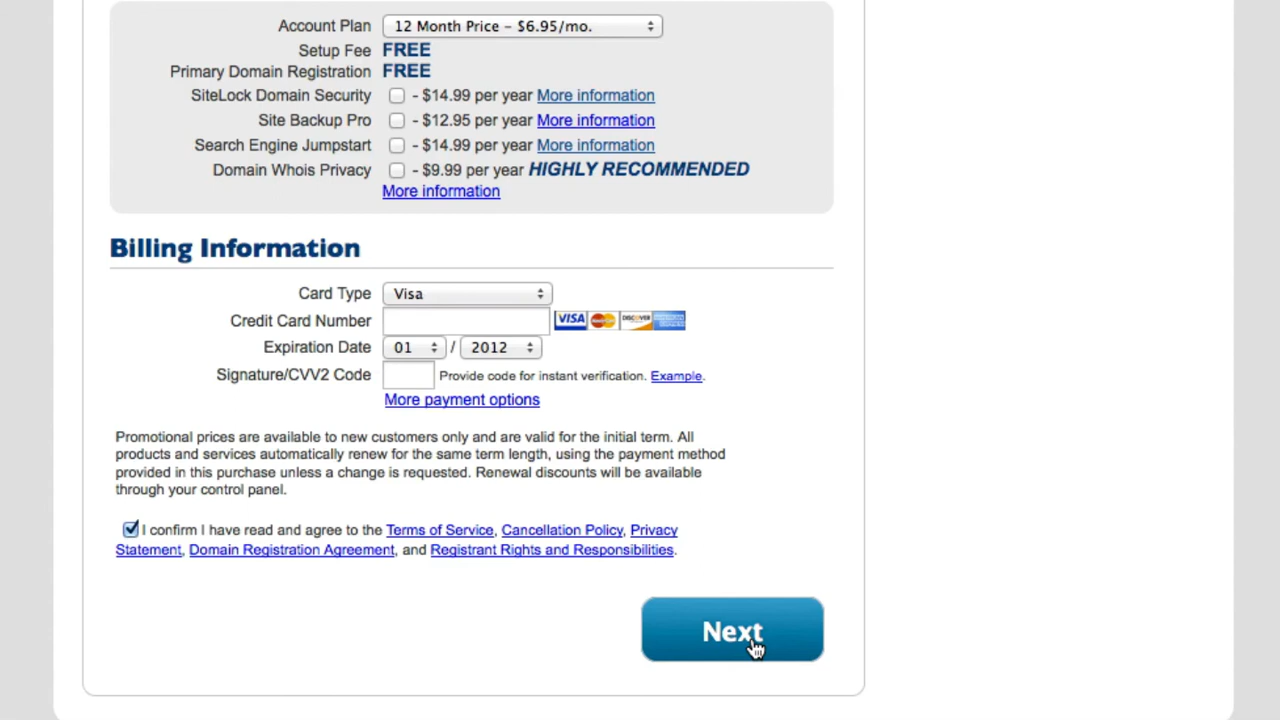 Account Plan 12 Month Price - $6.95/mo.
Setup Fee FREE
Primary Domain Registration FREE
SiteLock Domain Security - $14.99 per year More information
Site Backup Pro - $12.95 per year More information
Search Engine Jumpstart - $14.99 per year More information
Domain Whois Privacy - $9.99 per year HIGHLY RECOMMENDED
More information
Billing Information
Card Type Visa
Credit Card Number VISA DISCOVER
Expiration Date 01 / 2012
Signature/CVV2 Code Provide code for instant verification. Example.
More payment options
Promotional prices are available to new customers only and are valid for the initial term. All
products and services automatically renew for the same term length, using the payment method
provided in this purchase unless a change is requested. Renewal discounts will be available
through your control panel.
I confirm I have read and agree to the Terms of Service, Cancellation Policy, Privacy
Statement, Domain Registration Agreement, and Registrant Rights and Responsibilities.
Next